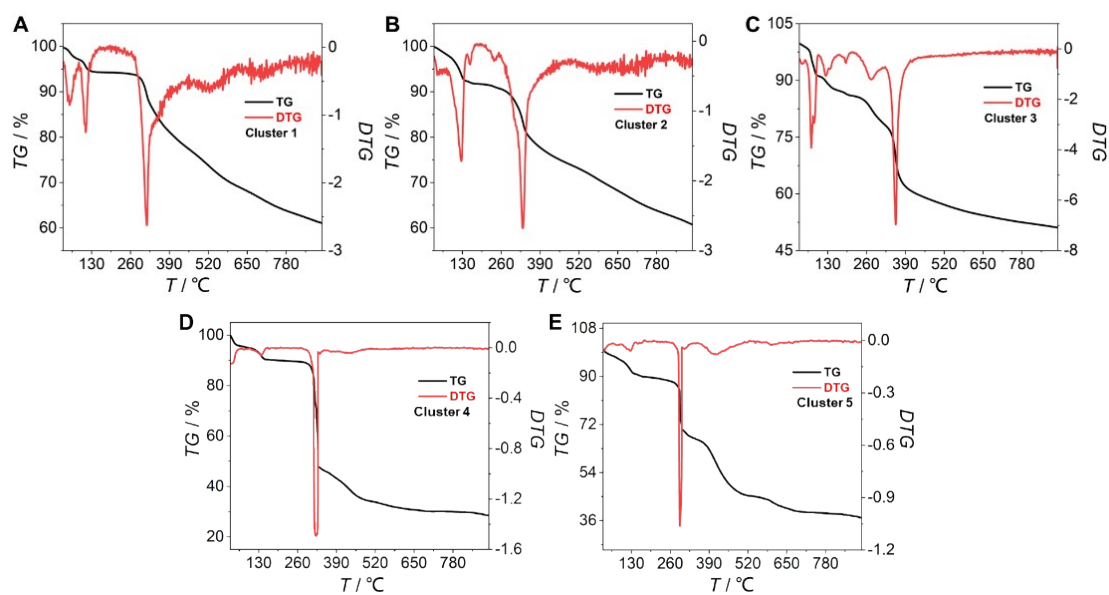 A
100
90
80
70
60
TG / %
0
-1
-2
-3
DTG
TG
DTG
Cluster 1
130 260 390 520 650 780
T / °C
B
100
90
80
70
60
TG / %
0
-1
-2
-3
DTG
TG
DTG
Cluster 2
130 260 390 520 650 780
T / °C
C
105
90
75
60
45
TG / %
0
-2
-4
-6
-8
DTG
TG
DTG
Cluster 3
130 260 390 520 650 780
T / °C
D
100
80
60
40
20
TG / %
0.0
-0.4
-0.8
-1.2
-1.6
DTG
TG
DTG
Cluster 4
130 260 390 520 650 780
T / °C
E
108
90
72
54
36
TG / %
0.0
-0.3
-0.6
-0.9
-1.2
DTG
TG
DTG
Cluster 5
130 260 390 520 650 780
T / °C